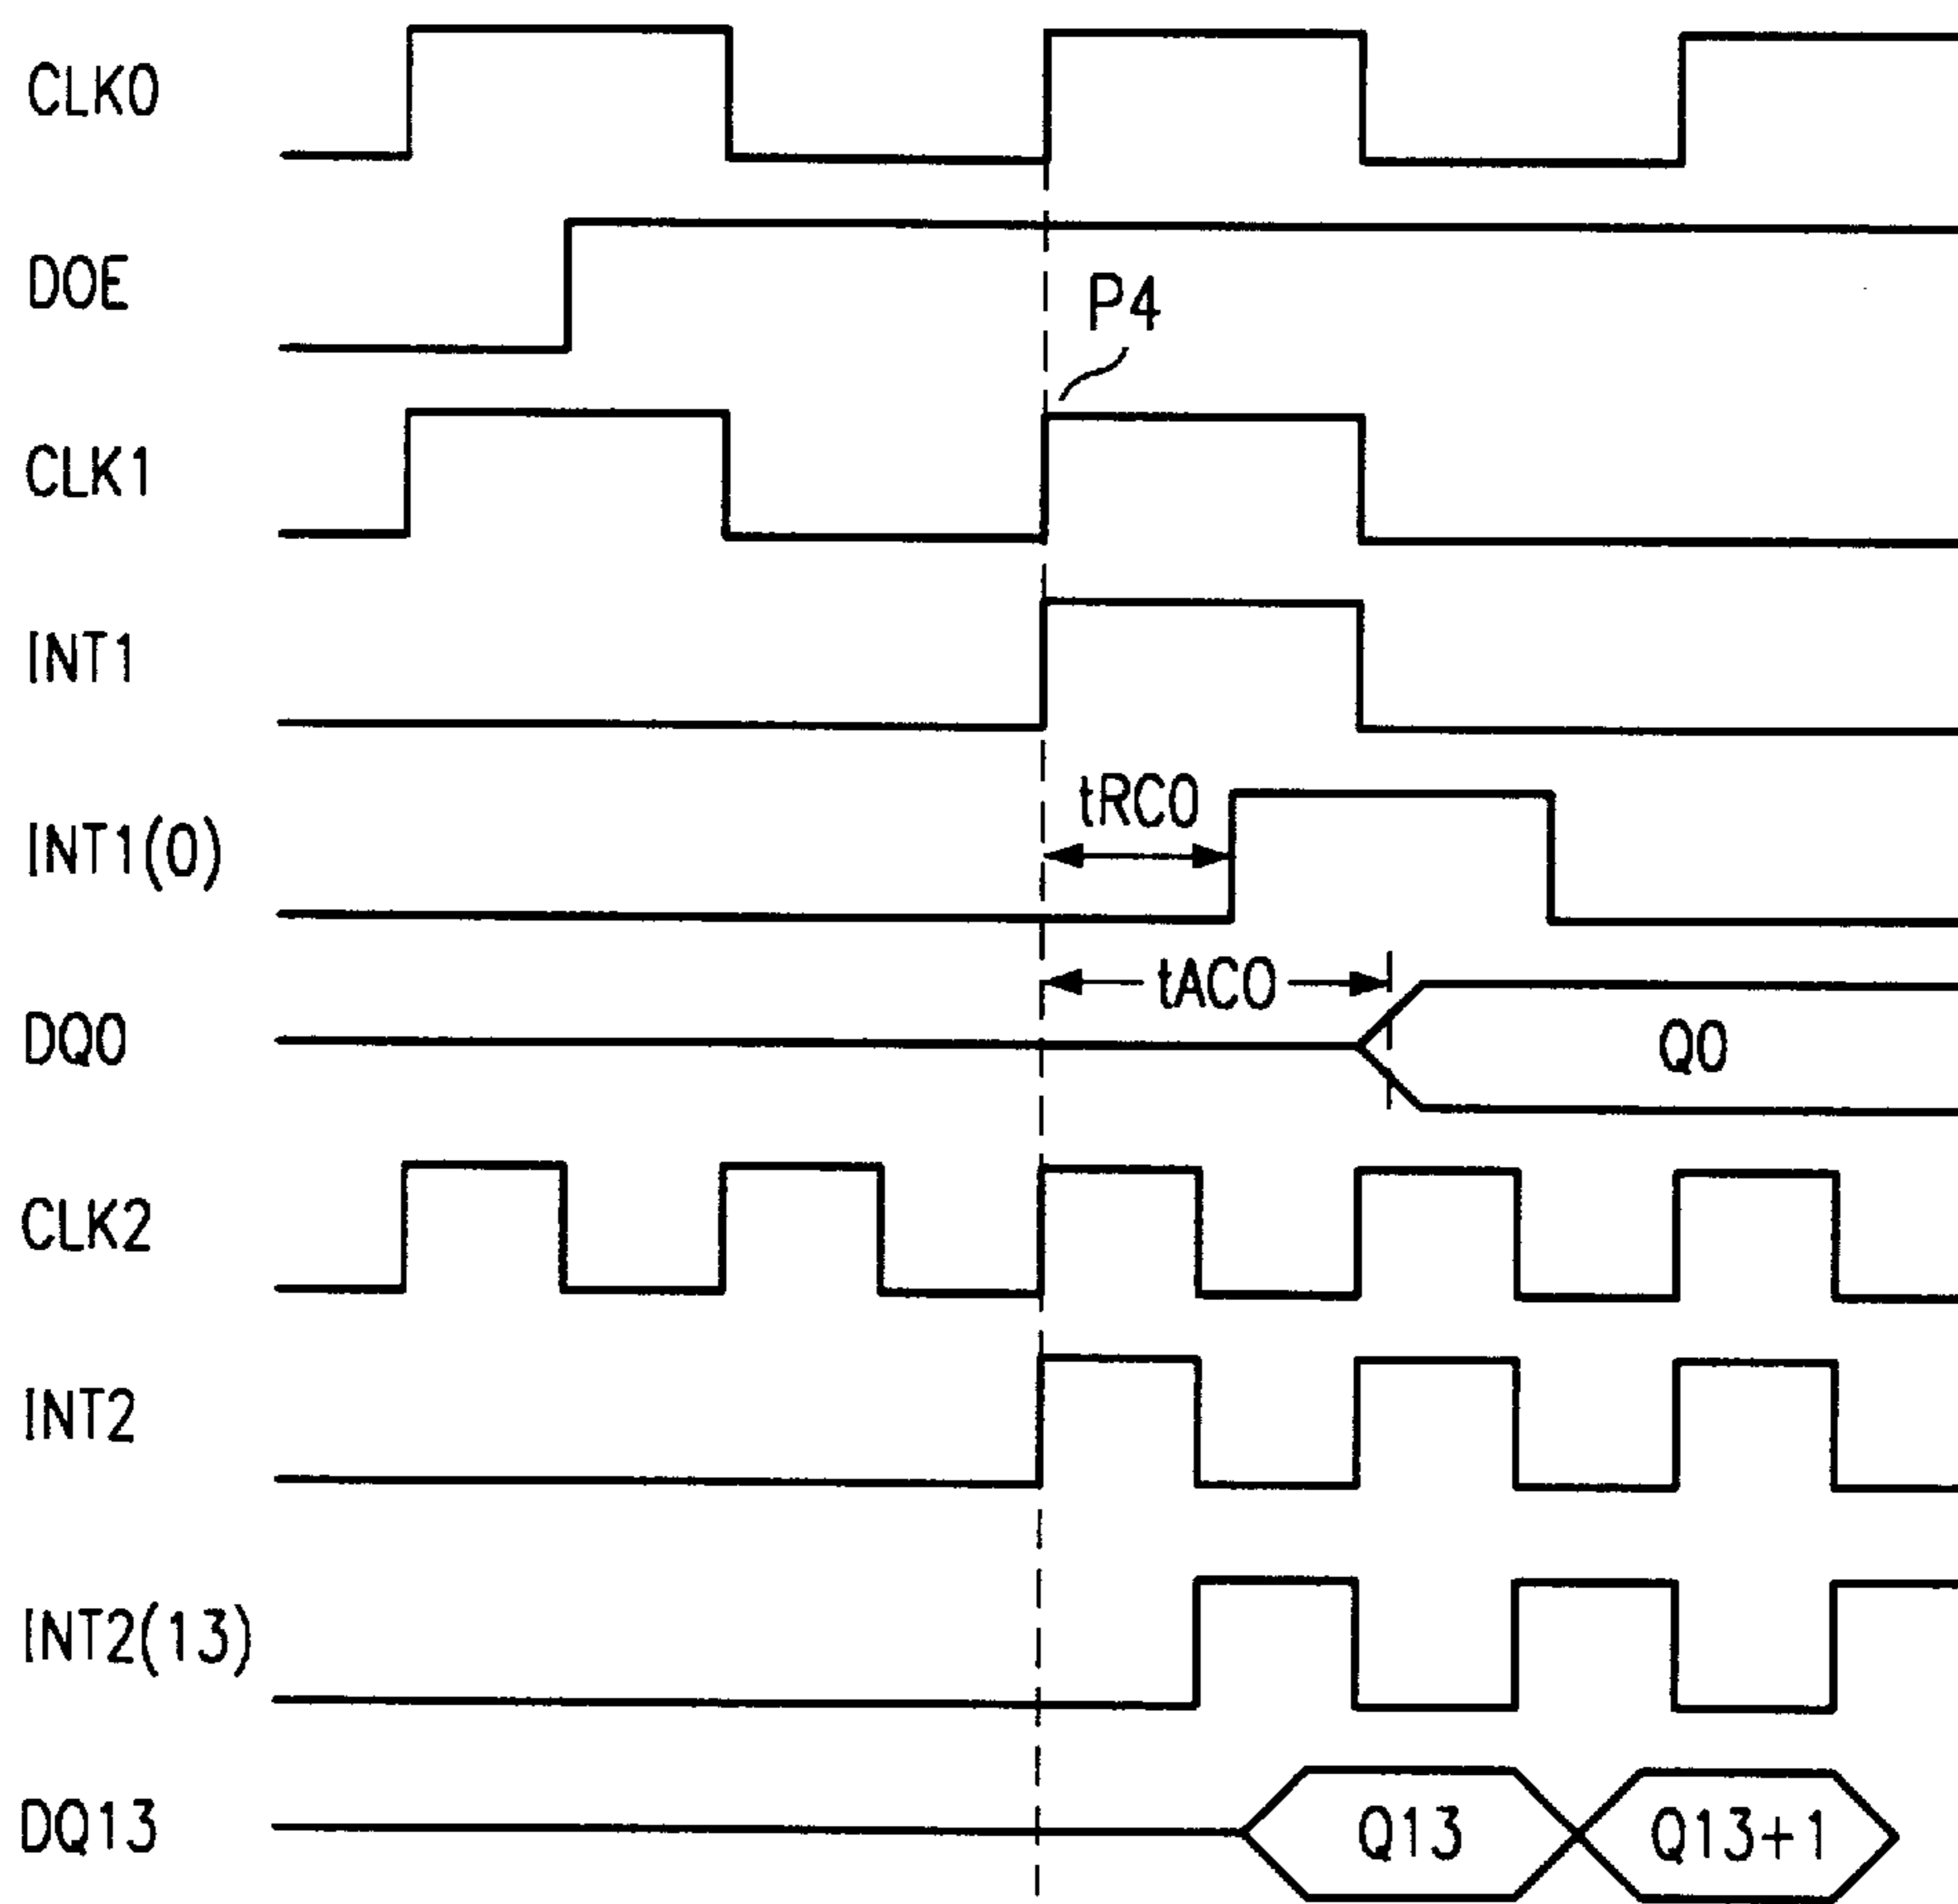 CLK0
DOE
P4
CLK1
INT1
tRC0
INT1(0)
tAC0
DQ0
Q0
CLK2
INT2
INT2(13)
DQ13
Q13
Q13+1